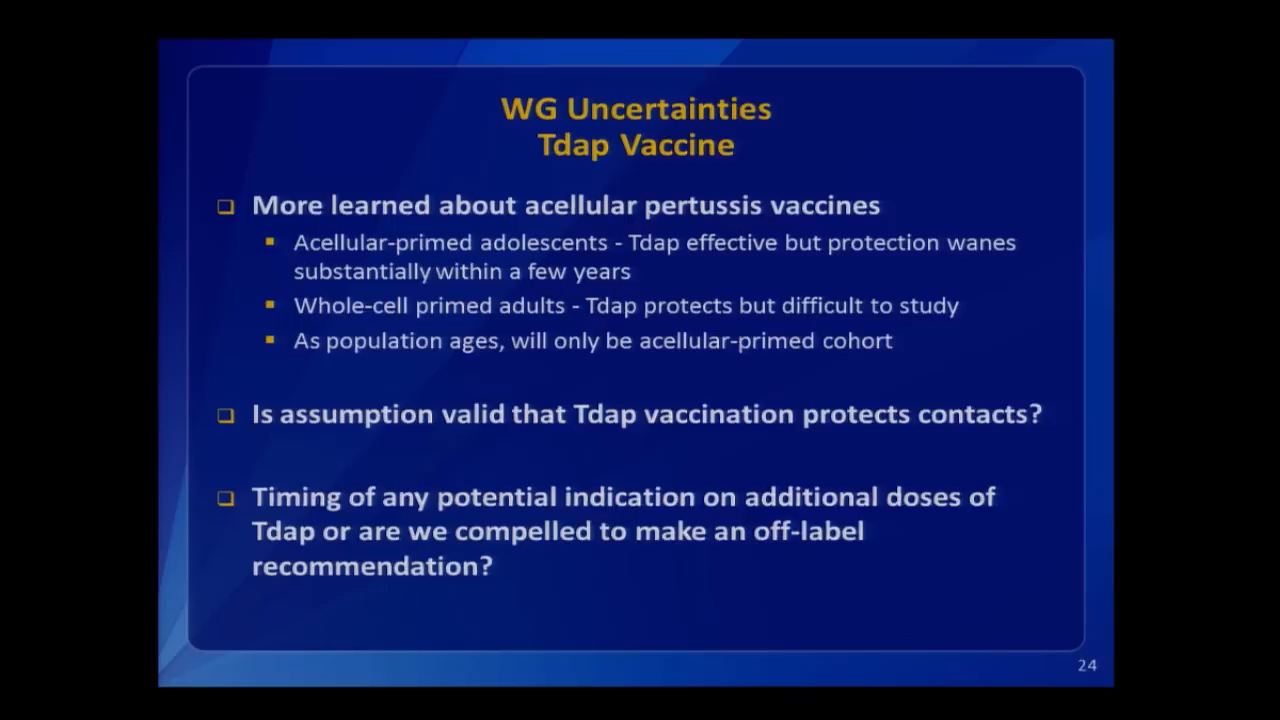 WG Uncertainties
Tdap Vaccine
More learned about acellular pertussis vaccines
Acellular-primed adolescents - Tdap effective but protection wanes
substantially within a few years
Whole-cell primed adults - Tdap protects but difficult to study
As population ages, will only be acellular-primed cohort
Is assumption valid that Tdap vaccination protects contacts?
Timing of any potential indication on additional doses of
Tdap or are we compelled to make an off-label
recommendation?
24